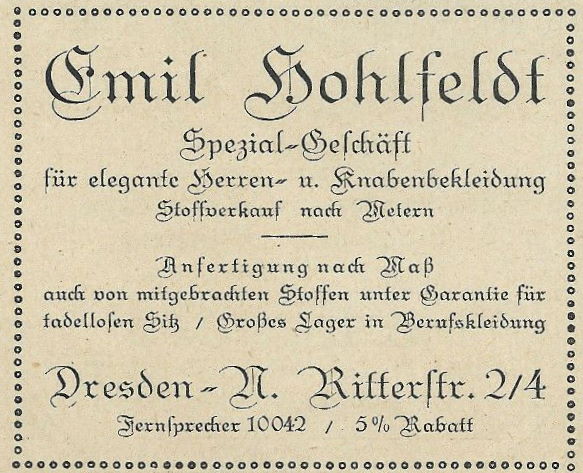 Emil Hohlfeldt
Spezial-Geschäft
für elegante Herren- u. Knabenbekleidung
Stoffverkauf nach Metern
Anfertigung nach Maß
auch von mitgebrachten Stoffen unter Garantie für
tadellosen Sitz / Großes Lager in Berufskleidung
Dresden-N. Ritterstr. 2/4
Fernsprecher 10042 / 5% Rabatt